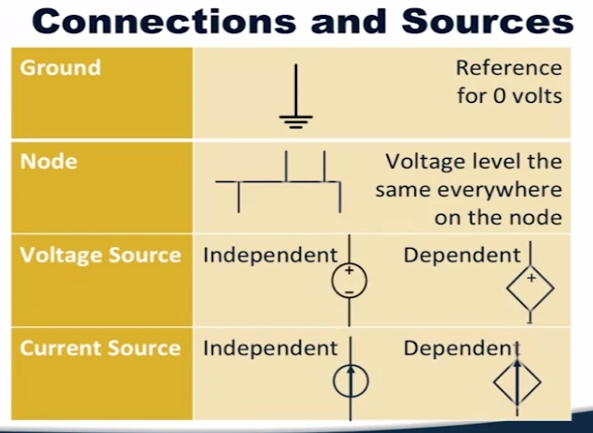 Connections and Sources
Ground
Reference
for 0 volts
Node
Voltage level the
same everywhere
on the node
Voltage Source
Independent
+
−
Dependent
+
Current Source
Independent
Dependent